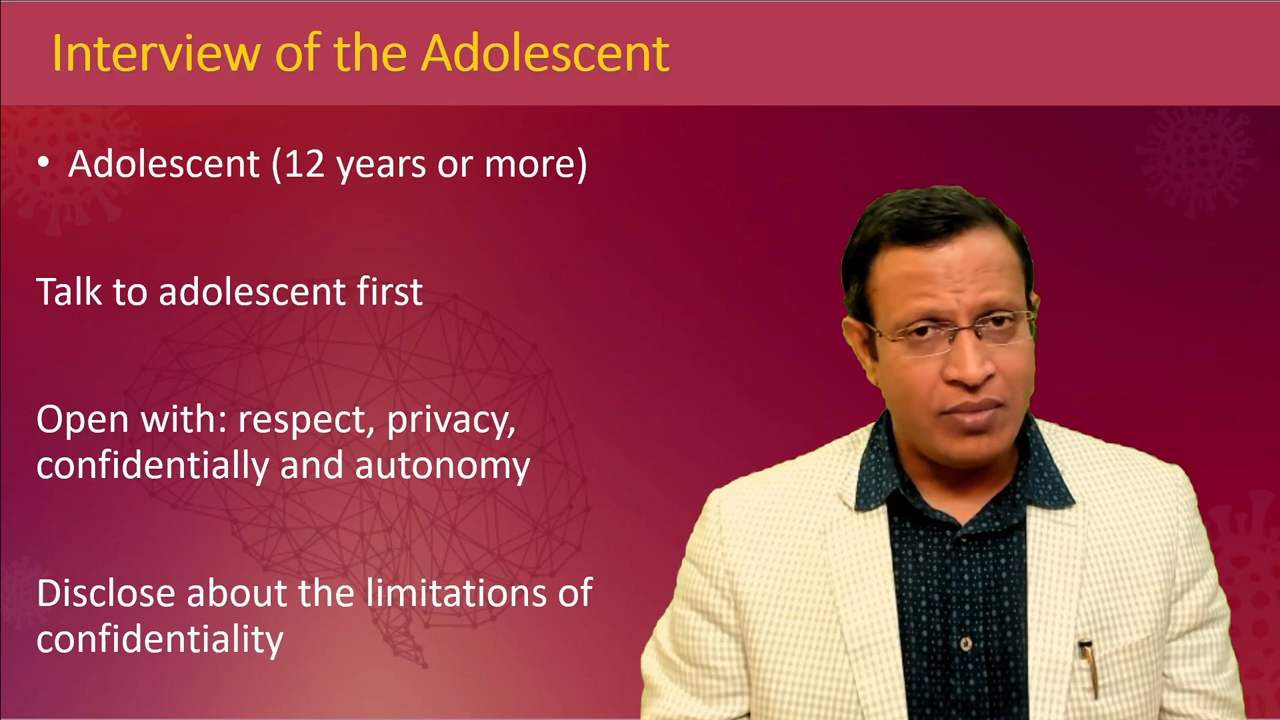 Interview of the Adolescent
• Adolescent (12 years or more)
Talk to adolescent first
Open with: respect, privacy,
confidentially and autonomy
Disclose about the limitations of
confidentiality